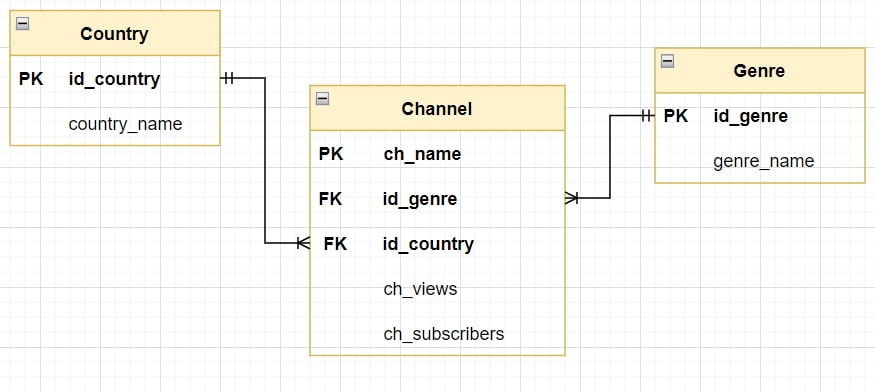 Country
PK id_country
country_name
Channel
PK ch_name
FK id_genre
FK id_country
ch_views
ch_subscribers
Genre
PK id_genre
genre_name